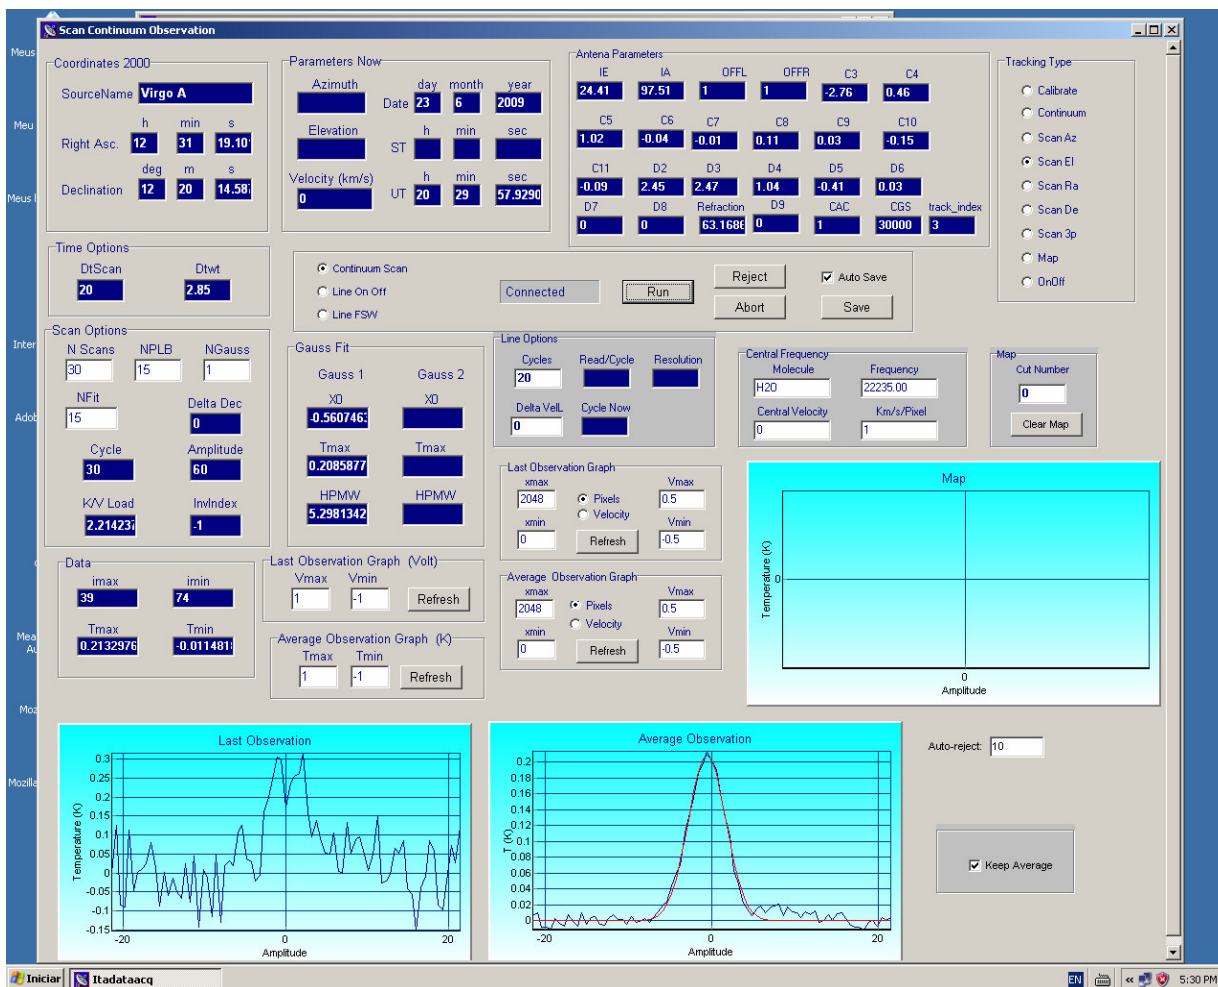 Scan Continuum Observation
Meus
Meu
Meus l
Inter
Adob
Mea
Au
Moz
Mozilla
Coordinates 2000
SourceName Virgo A
h min s
Right Asc. 12 31 19.10
deg m s
Declination 12 20 14.587
Parameters Now
Azimuth day month year
Date 23 6 2009
Elevation h min sec
ST
Velocity (km/s) h min sec
0 UT 20 29 57.9290
Antena Parameters
IE IA OFFL OFFR C3 C4
24.41 97.51 1 1 -2.76 0.46
C5 C6 C7 C8 C9 C10
1.02 -0.04 -0.01 0.11 0.03 -0.15
C11 D2 D3 D4 D5 D6
-0.09 2.45 2.47 1.04 -0.41 0.03
D7 D8 Refraction D9 CAC CGS track_index
0 0 63.1686 0 1 30000 3
Tracking Type
Calibrate
Continuum
Scan Az
Scan El
Scan Ra
Scan De
Scan 3p
Map
OnOff
Time Options
DtScan Dtwt
20 2.85
Continuum Scan
Line On Off
Line FSW
Connected Run
Reject
Abort
Auto Save
Save
Scan Options
N Scans NPLB NGauss
30 15 1
NFit Delta Dec
15 0
Cycle Amplitude
30 60
K/V Load InvIndex
2.214237 -1
Gauss Fit
Gauss 1 Gauss 2
X0 X0
-0.560746
Tmax Tmax
0.2085877
HPMW HPMW
5.2981342
Line Options
Cycles Read/Cycle Resolution
20
Delta VelL Cycle Now
0
Central Frequency
Molecule Frequency
H2O 22235.00
Central Velocity Km/s/Pixel
0 1
Map
Cut Number
0
Clear Map
Last Observation Graph
xmax Vmax
2048 Pixels 0.5
Velocity
xmin Vmin
0 Refresh -0.5
Average Observation Graph
xmax Vmax
2048 Pixels 0.5
Velocity
xmin Vmin
0 Refresh -0.5
Data
imax imin
39 74
Tmax Tmin
0.2132976 -0.011481
Last Observation Graph (Volt)
Vmax Vmin
1 -1 Refresh
Average Observation Graph (K)
Tmax Tmin
1 -1 Refresh
Map
Temperature (K)
0
0
Amplitude
Last Observation
Temperature (K)
0.3
0.25
0.2
0.15
0.1
0.05
0
-0.05
-0.1
-0.15
-20 0 20
Amplitude
Average Observation
T (K)
0.2
0.18
0.16
0.14
0.12
0.1
0.08
0.06
0.04
0.02
0
-20 0 20
Amplitude
Auto-reject: 10
Keep Average
Iniciar Itadataacq EN « 5:30 PM